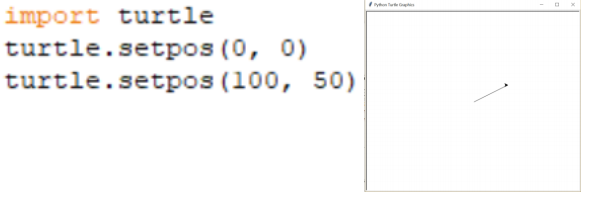 import turtle
turtle.setpos(0, 0)
turtle.setpos(100, 50)
Python Turtle Graphics